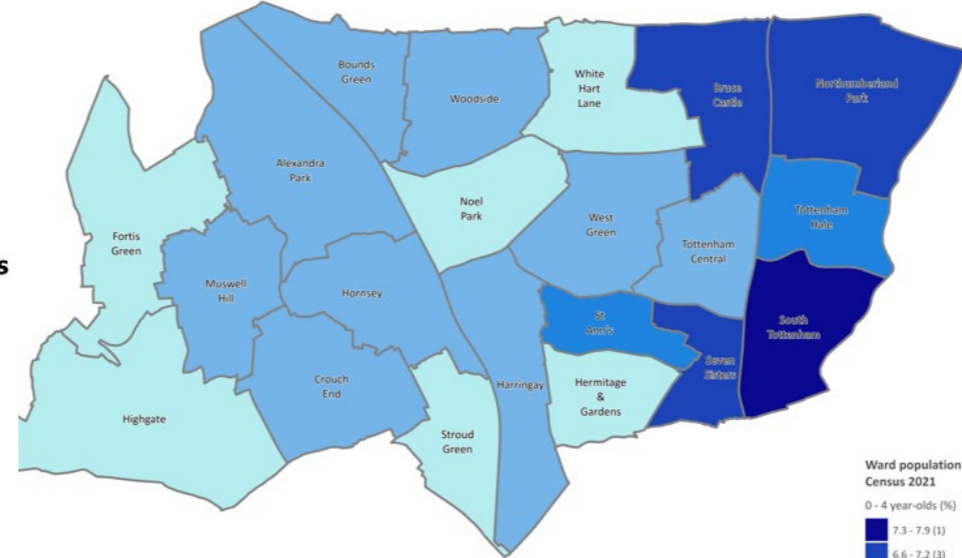 Bounds
Green
Woodside
White
Hart
Lane
Bruce
Castle
Northumberland
Park
Alexandra
Park
Noel
Park
West
Green
Tottenham
Hale
Fortis
Green
Tottenham
Central
Muswell
Hill
Hornsey
St
Ann's
South
Tottenham
Seven
Sisters
Crouch
End
Harringay
Hermitage
&
Gardens
Highgate
Stroud
Green
s
Ward population
Census 2021
0 - 4 year-olds (%)
7.3 - 7.9 (1)
6.6 - 7.2 (3)